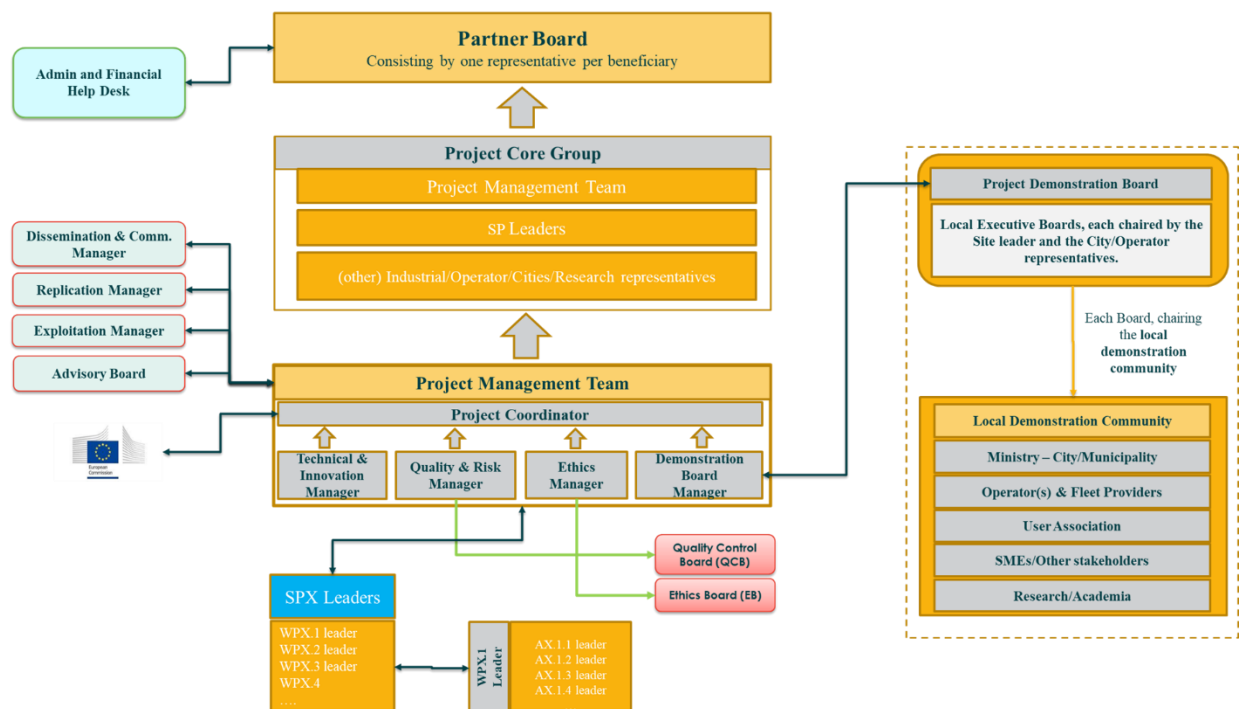 Partner Board
Consisting by one representative per beneficiary
Admin and Financial
Help Desk
Project Core Group
Project Management Team
SP Leaders
(other) Industrial/Operator/Cities/Research representatives
Dissemination & Comm.
Manager
Replication Manager
Exploitation Manager
Advisory Board
European
Commission
Project Management Team
Project Coordinator
Technical &
Innovation
Manager
Quality & Risk
Manager
Ethics
Manager
Demonstration
Board
Manager
Quality Control
Board (QCB)
Ethics Board (EB)
SPX Leaders
WPX.1 leader
WPX.2 leader
WPX.3 leader
WPX.4
....
WPX.1
Leader
AX.1.1 leader
AX.1.2 leader
AX.1.3 leader
AX.1.4 leader
Project Demonstration Board
Local Executive Boards, each chaired by the
Site leader and the City/Operator
representatives.
Each Board, chairing
the local
demonstration
community
Local Demonstration Community
Ministry – City/Municipality
Operator(s) & Fleet Providers
User Association
SMEs/Other stakeholders
Research/Academia